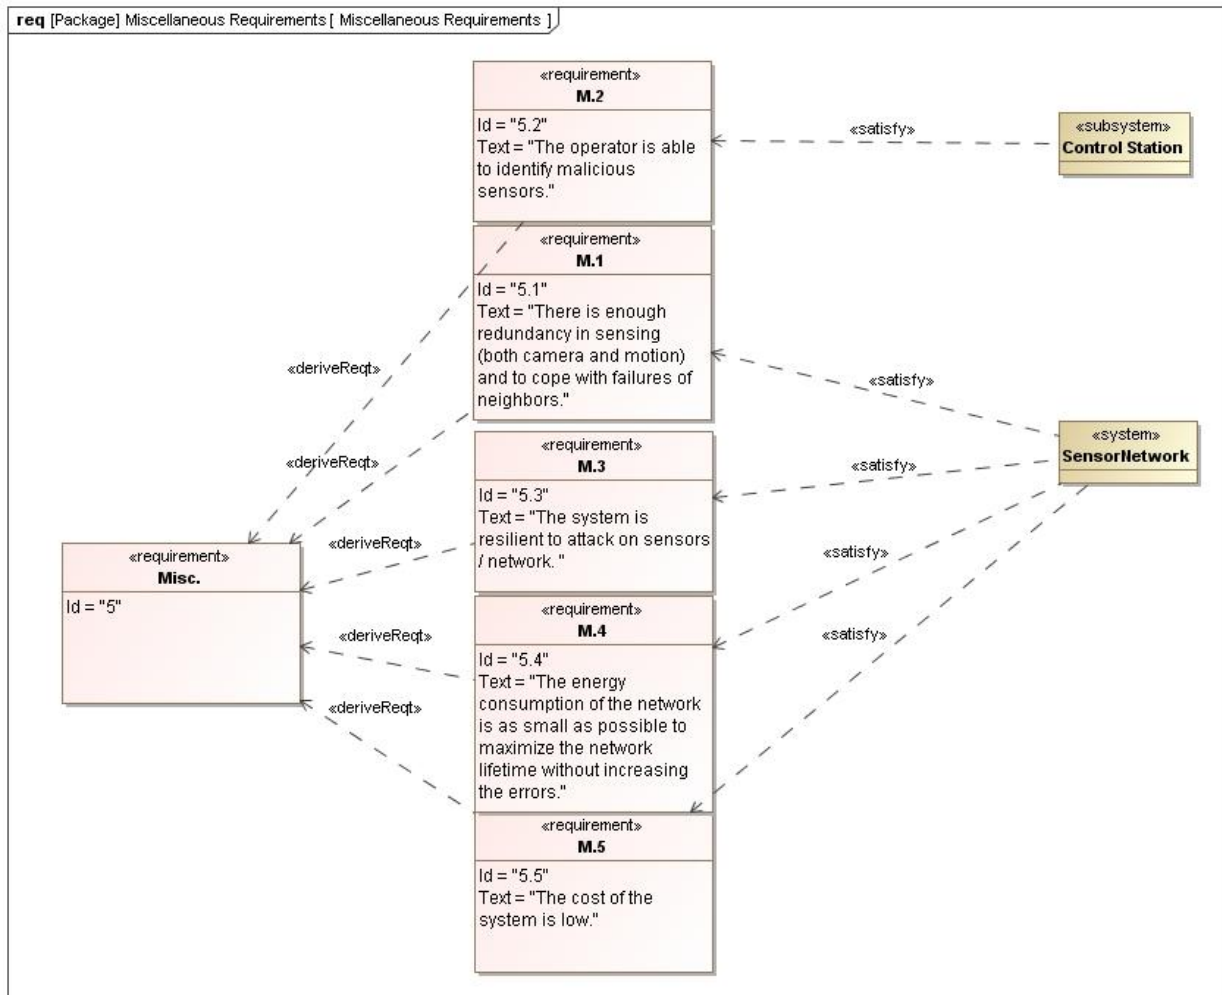 req [Package] Miscellaneous Requirements [ Miscellaneous Requirements ]
«requirement»
M.2
Id = "5.2"
Text = "The operator is able
to identify malicious
sensors."
«satisfy»
«subsystem»
Control Station
«requirement»
M.1
Id = "5.1"
Text = "There is enough
redundancy in sensing
(both camera and motion)
and to cope with failures of
neighbors."
«deriveReqt»
«satisfy»
«deriveReqt»
«requirement»
M.3
Id = "5.3"
Text = "The system is
resilient to attack on sensors
/ network. "
«satisfy»
«system»
SensorNetwork
«deriveReqt»
«satisfy»
«requirement»
Misc.
Id = "5"
«deriveReqt»
«requirement»
M.4
Id = "5.4"
Text = "The energy
consumption of the network
is as small as possible to
maximize the network
lifetime without increasing
the errors."
«satisfy»
«deriveReqt»
«requirement»
M.5
Id = "5.5"
Text = "The cost of the
system is low."